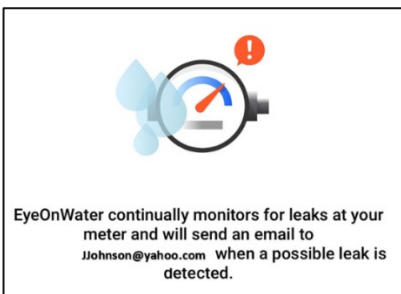 !
EyeOnWater continually monitors for leaks at your
meter and will send an email to
JJohnson@yahoo.com when a possible leak is
detected.